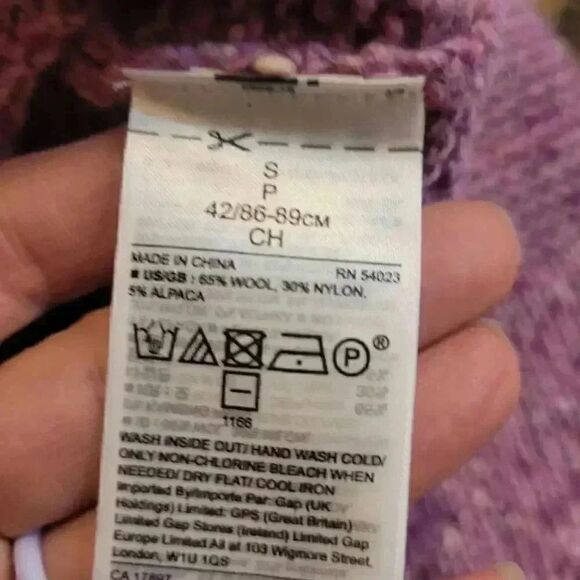 S
P
42/86-89CM
CH
MADE IN CHINA RN 54023
US/GB : 65% WOOL, 30% NYLON,
5% ALPACA
P ®
1166
WASH INSIDE OUT/ HAND WASH COLD/
ONLY NON-CHLORINE BLEACH WHEN
NEEDED/ DRY FLAT/ COOL IRON
Imported By/Importe Par: Gap (UK
Holdings) Limited: GPS (Great Britain)
Limited Gap Stores (Ireland) Limited Gap
Europe Limited All at 103 Wigmore Street,
London, W1U 1QS
CA 17897